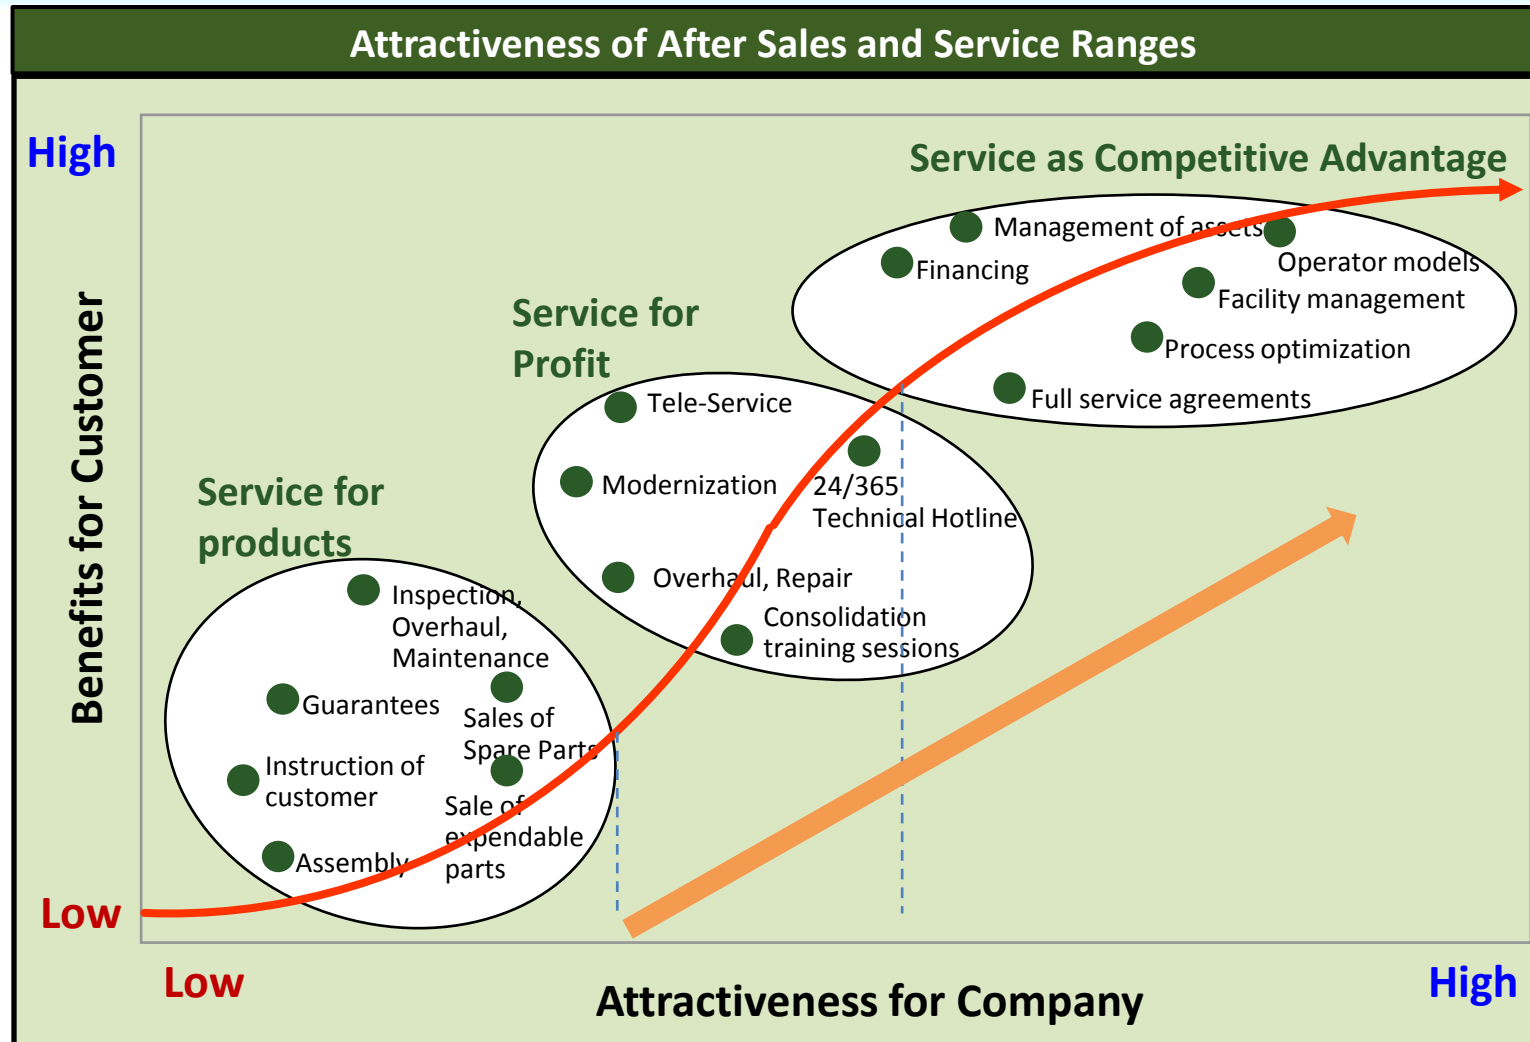 Attractiveness of After Sales and Service Ranges
High
Service as Competitive Advantage
Management of assets
Operator models
Financing
Facility management
Process optimization
Full service agreements
Service for
Profit
Tele-Service
Modernization
24/365
Technical Hotline
Overhaul, Repair
Consolidation
training sessions
Service for
products
Inspection,
Overhaul,
Maintenance
Guarantees
Sales of
Spare Parts
Instruction of
customer
Sale of
expendable
parts
Assembly
Benefits for Customer
Low
Low
Attractiveness for Company
High